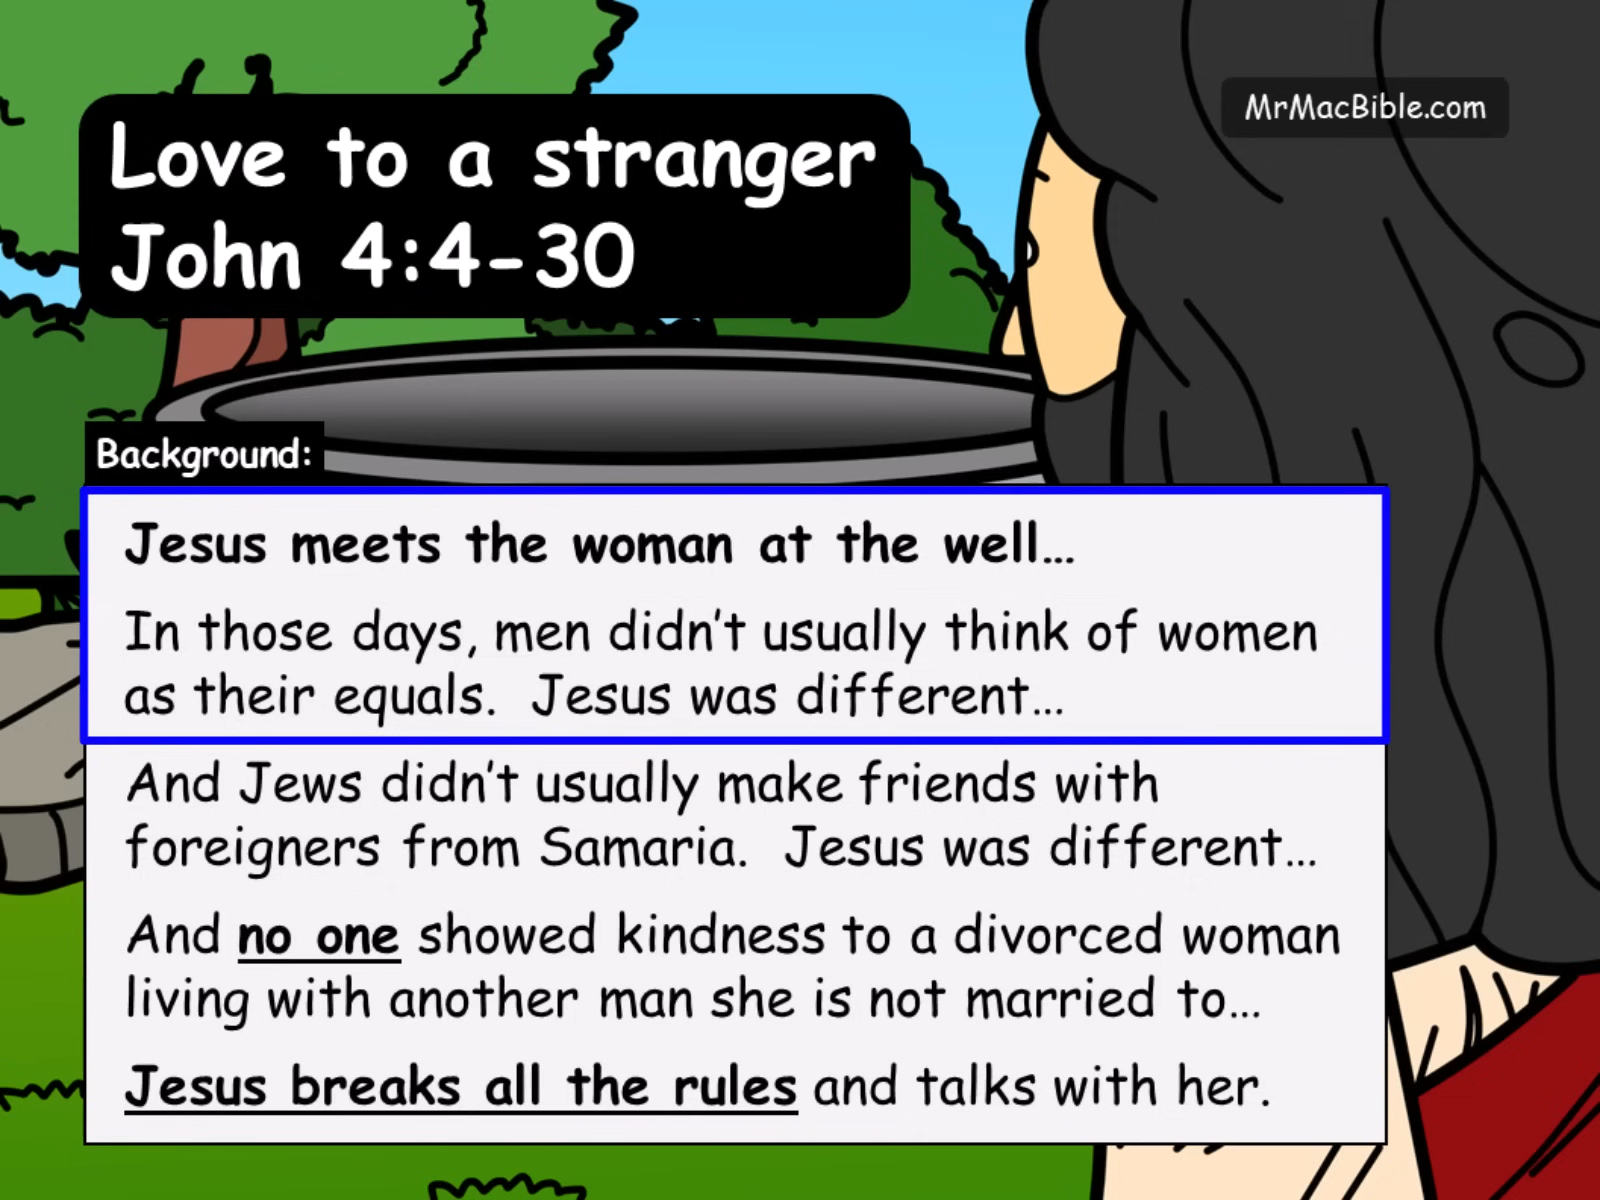 MrMacBible.com
Love to a stranger
John 4:4-30
Background:
Jesus meets the woman at the well...
In those days, men didn't usually think of women
as their equals.  Jesus was different...
And Jews didn't usually make friends with
foreigners from Samaria.  Jesus was different...
And no one showed kindness to a divorced woman
living with another man she is not married to...
Jesus breaks all the rules and talks with her.